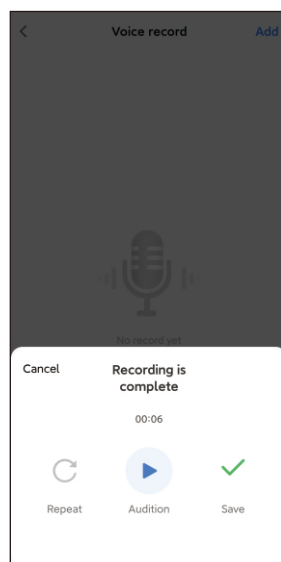 Voice record Add
No record yet
Cancel Recording is
complete
00:06
Repeat Audition Save